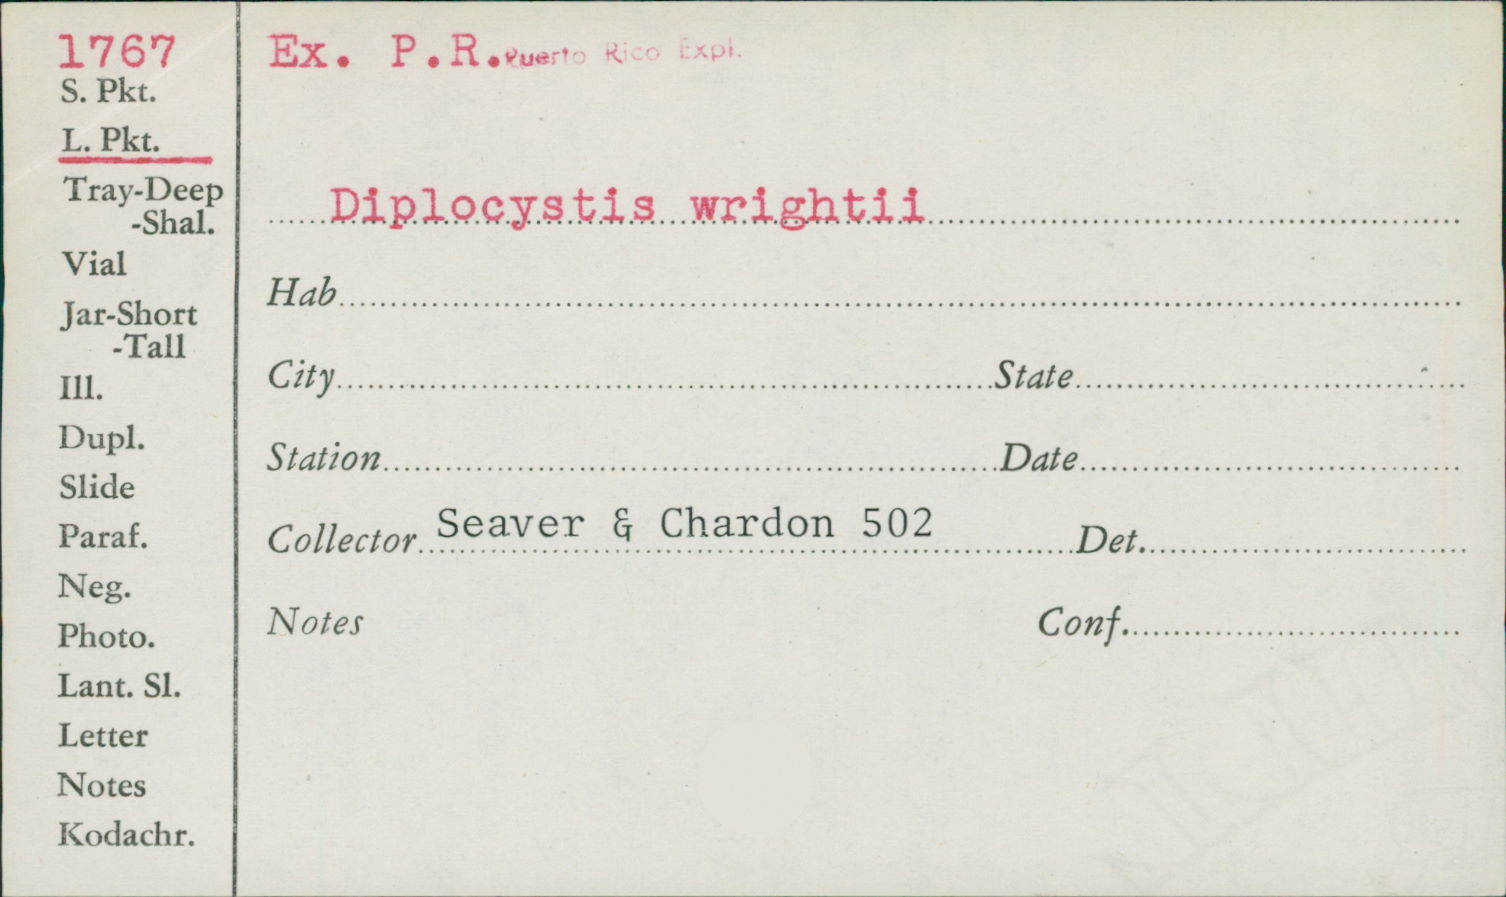 1767
S. Pkt.
L. Pkt.
Tray-Deep
-Shal.
Vial
Jar-Short
-Tall
Ill.
Dupl.
Slide
Paraf.
Neg.
Photo.
Lant. Sl.
Letter
Notes
Kodachr.
Ex. P.R. Puerto Rico Expl.
Diplocystis wrightii
Hab
City State
Station Date
Collector Seaver & Chardon 502 Det.
Notes Conf.